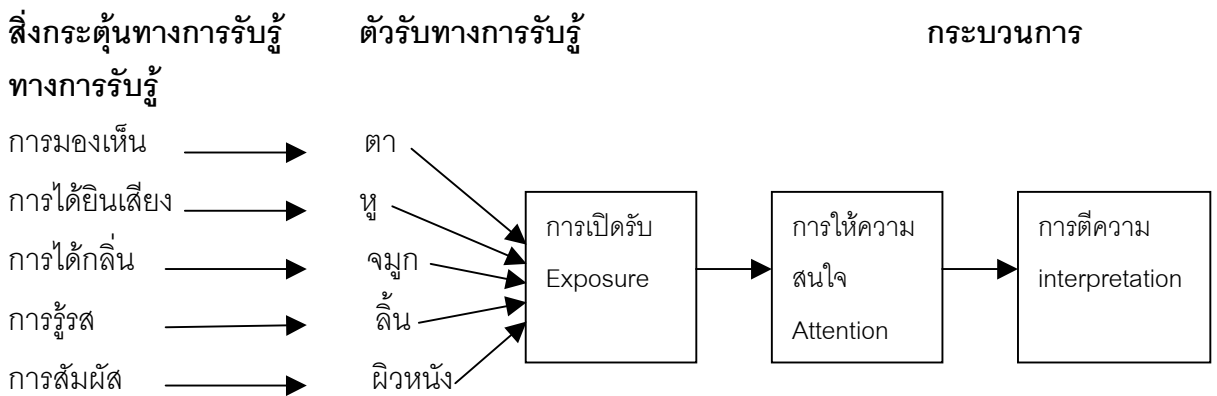 สิ่งกระตุ้นทางการรับรู้ ตัวรับทางการรับรู้ กระบวนการ
ทางการรับรู้
การมองเห็น ตา
การได้ยินเสียง หู
การได้กลิ่น จมูก
การรู้รส ลิ้น
การสัมผัส ผิวหนัง
การเปิดรับ
Exposure
การให้ความ
สนใจ
Attention
การตีความ
interpretation